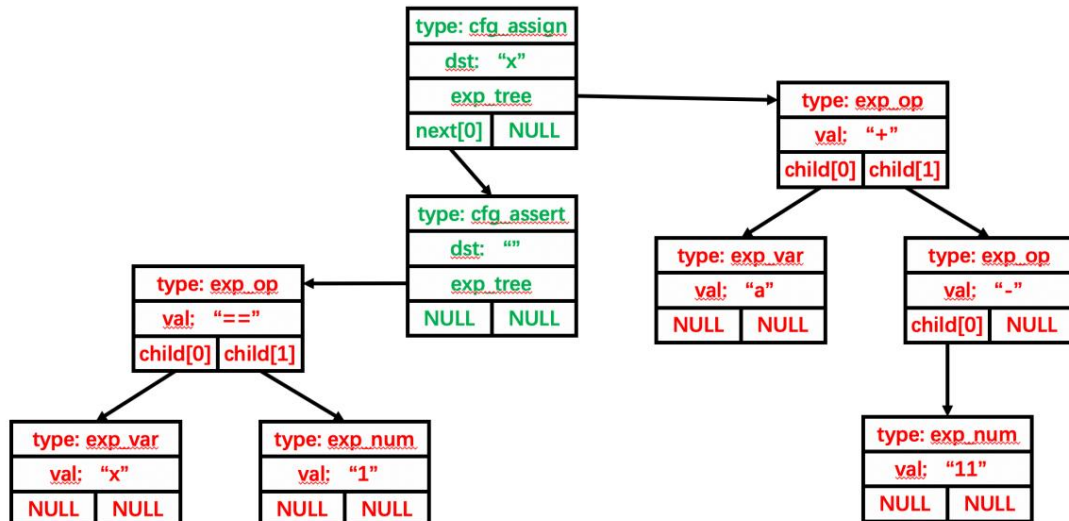 type: cfg_assign
dst: “x”
exp_tree
next[0] NULL
type: exp_op
val: “+”
child[0] child[1]
type: cfg_assert
dst: “”
exp_tree
NULL NULL
type: exp_var
val: “a”
NULL NULL
type: exp_op
val: “-”
child[0] NULL
type: exp_op
val: “==”
child[0] child[1]
type: exp_var
val: “x”
NULL NULL
type: exp_num
val: “1”
NULL NULL
type: exp_num
val: “11”
NULL NULL